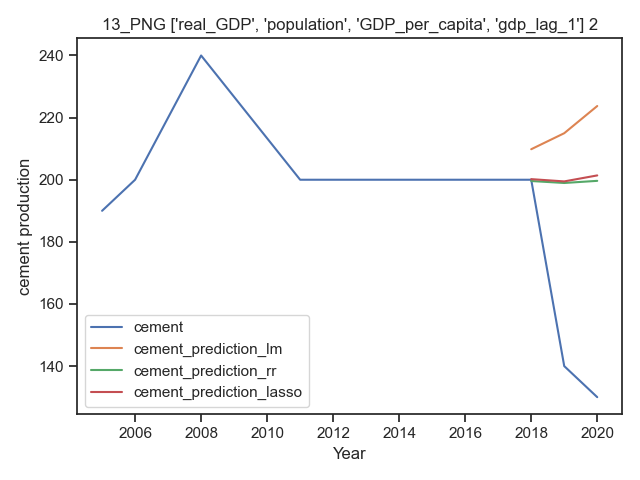 13_PNG ['real_GDP', 'population', 'GDP_per_capita', 'gdp_lag_1'] 2
240
220
200
180
160
140
cement production
cement
cement_prediction_lm
cement_prediction_rr
cement_prediction_lasso
2006 2008 2010 2012 2014 2016 2018 2020
Year